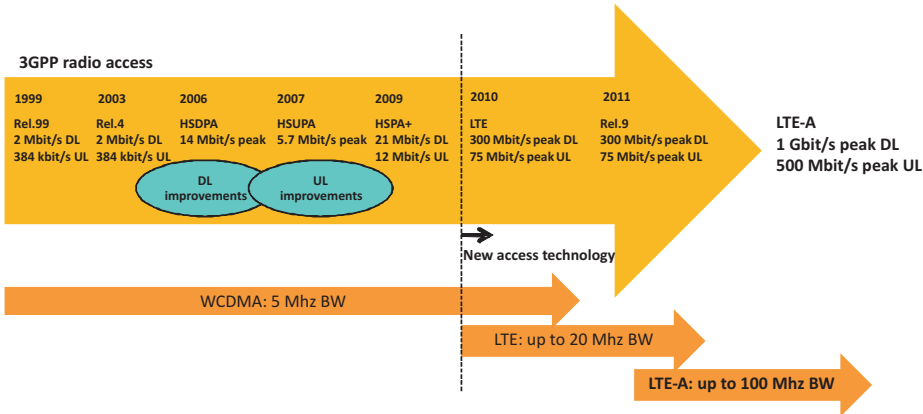 3GPP radio access
1999
Rel.99
2 Mbit/s DL
384 kbit/s UL
2003
Rel.4
2 Mbit/s DL
384 kbit/s UL
2006
HSDPA
14 Mbit/s peak
2007
HSUPA
5.7 Mbit/s peak
2009
HSPA+
21 Mbit/s DL
12 Mbit/s UL
2010
LTE
300 Mbit/s peak DL
75 Mbit/s peak UL
2011
Rel.9
300 Mbit/s peak DL
75 Mbit/s peak UL
LTE-A
1 Gbit/s peak DL
500 Mbit/s peak UL
DL
improvements
UL
improvements
New access technology
WCDMA: 5 Mhz BW
LTE: up to 20 Mhz BW
LTE-A: up to 100 Mhz BW